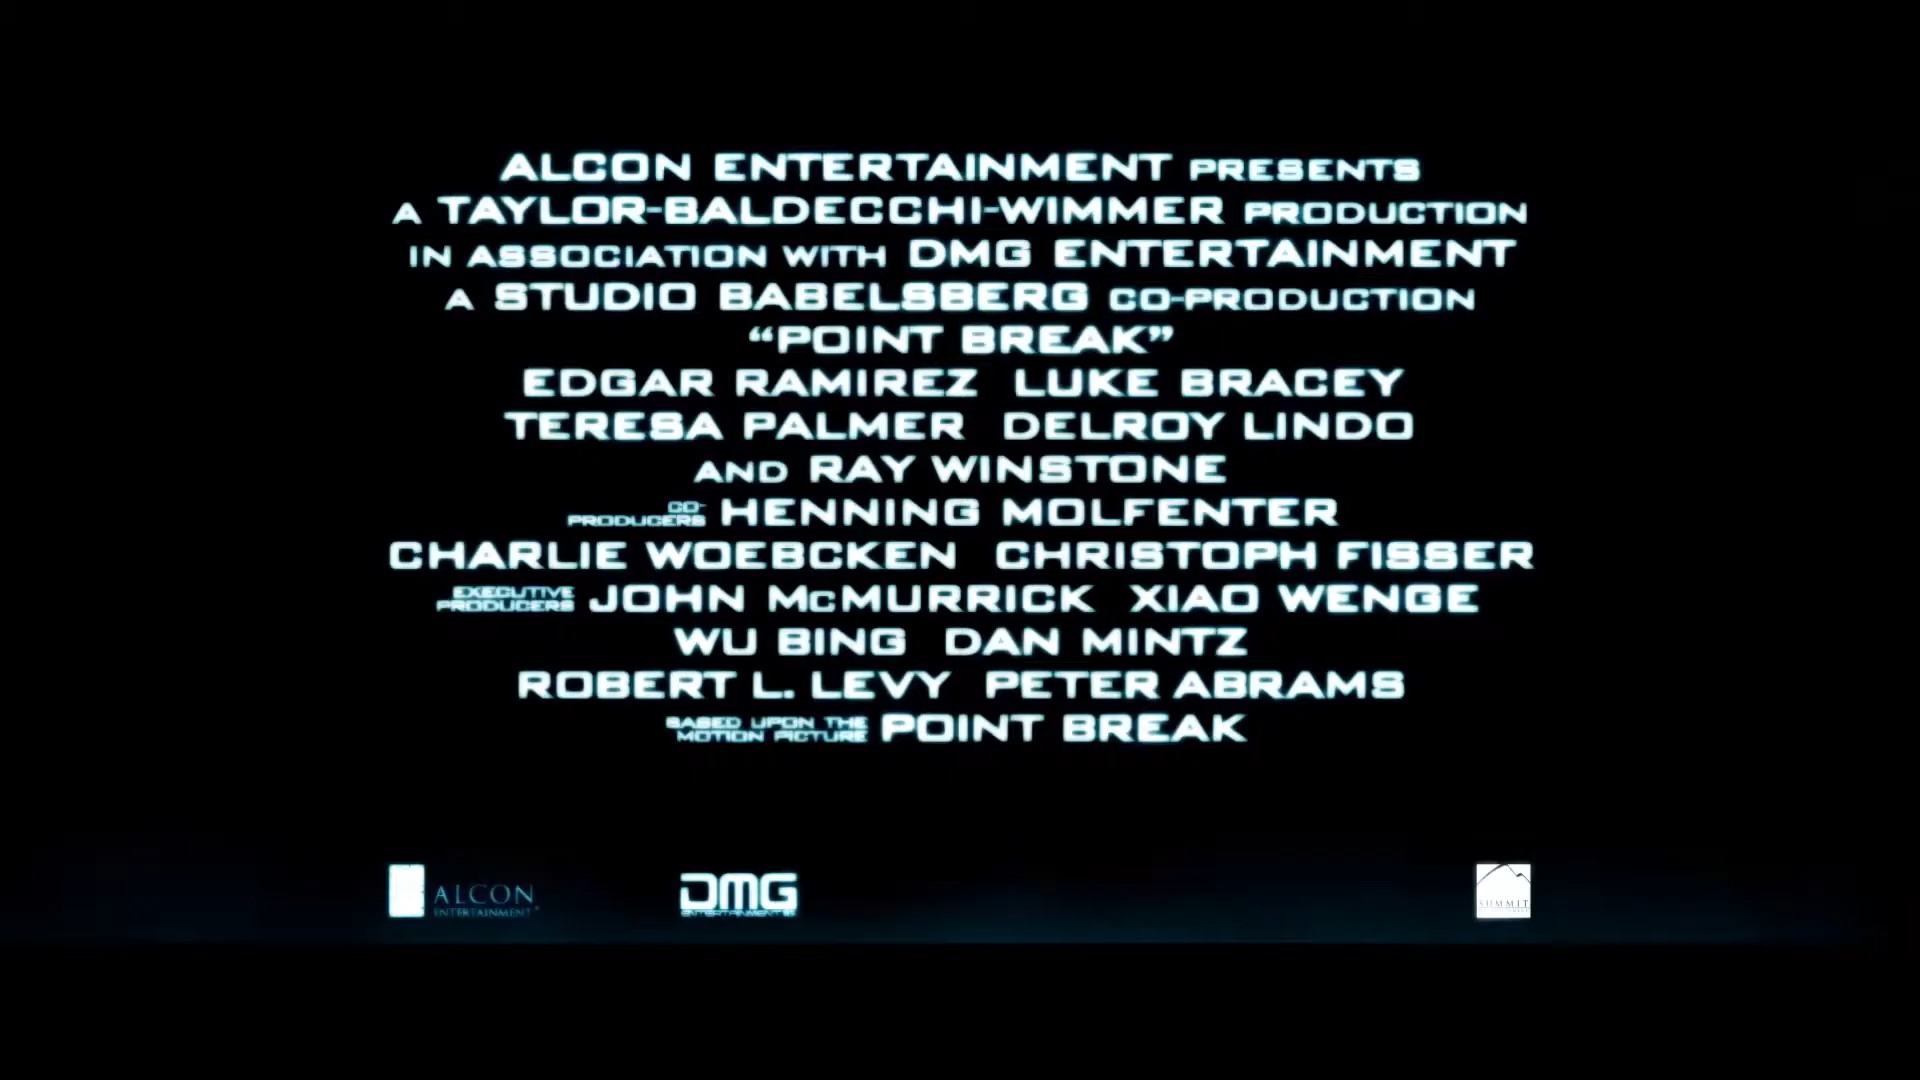 ALCON ENTERTAINMENT PRESENTS
A TAYLOR-BALDECCHI-WIMMER PRODUCTION
IN ASSOCIATION WITH DMG ENTERTAINMENT
A STUDIO BABELSBERG CO-PRODUCTION
“POINT BREAK”
EDGAR RAMIREZ LUKE BRACEY
TERESA PALMER DELROY LINDO
AND RAY WINSTONE
CO-PRODUCERS HENNING MOLFENTER
CHARLIE WOEBCKEN CHRISTOPH FISSER
EXECUTIVE PRODUCERS JOHN McMURRICK XIAO WENGE
WU BING DAN MINTZ
ROBERT L. LEVY PETER ABRAMS
BASED UPON THE MOTION PICTURE POINT BREAK
ALCON
ENTERTAINMENT
DMG
ENTERTAINMENT
SUMMIT